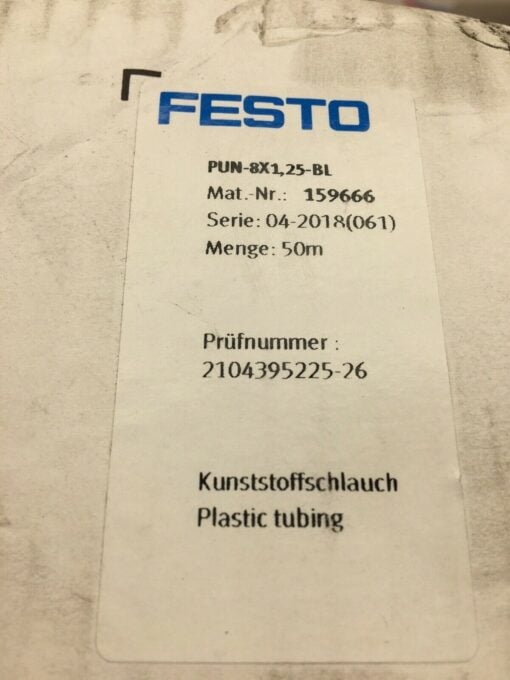 FESTO
PUN-8X1,25-BL
Mat.-Nr.: 159666
Serie: 04-2018(061)
Menge: 50m
Prüfnummer :
2104395225-26
Kunststoffschlauch
Plastic tubing